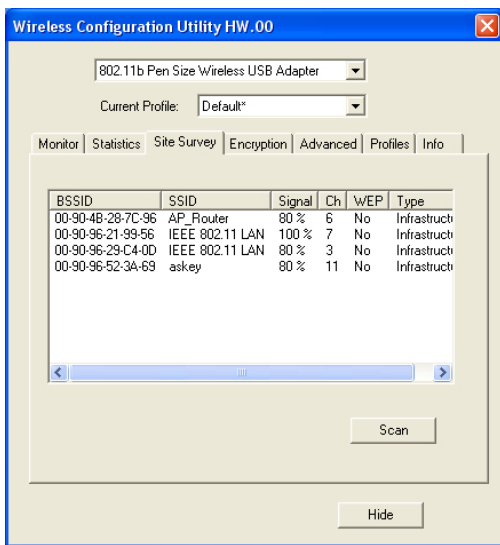 Wireless Configuration Utility HW.00
802.11b Pen Size Wireless USB Adapter
Current Profile: Default*
Monitor Statistics Site Survey Encryption Advanced Profiles Info
BSSID SSID Signal Ch WEP Type
00-90-4B-28-7C-96 AP_Router 80 % 6 No Infrastructu
00-90-96-21-99-56 IEEE 802.11 LAN 100 % 7 No Infrastructu
00-90-96-29-C4-0D IEEE 802.11 LAN 80 % 3 No Infrastructu
00-90-96-52-3A-69 askey 80 % 11 No Infrastructu
Scan
Hide